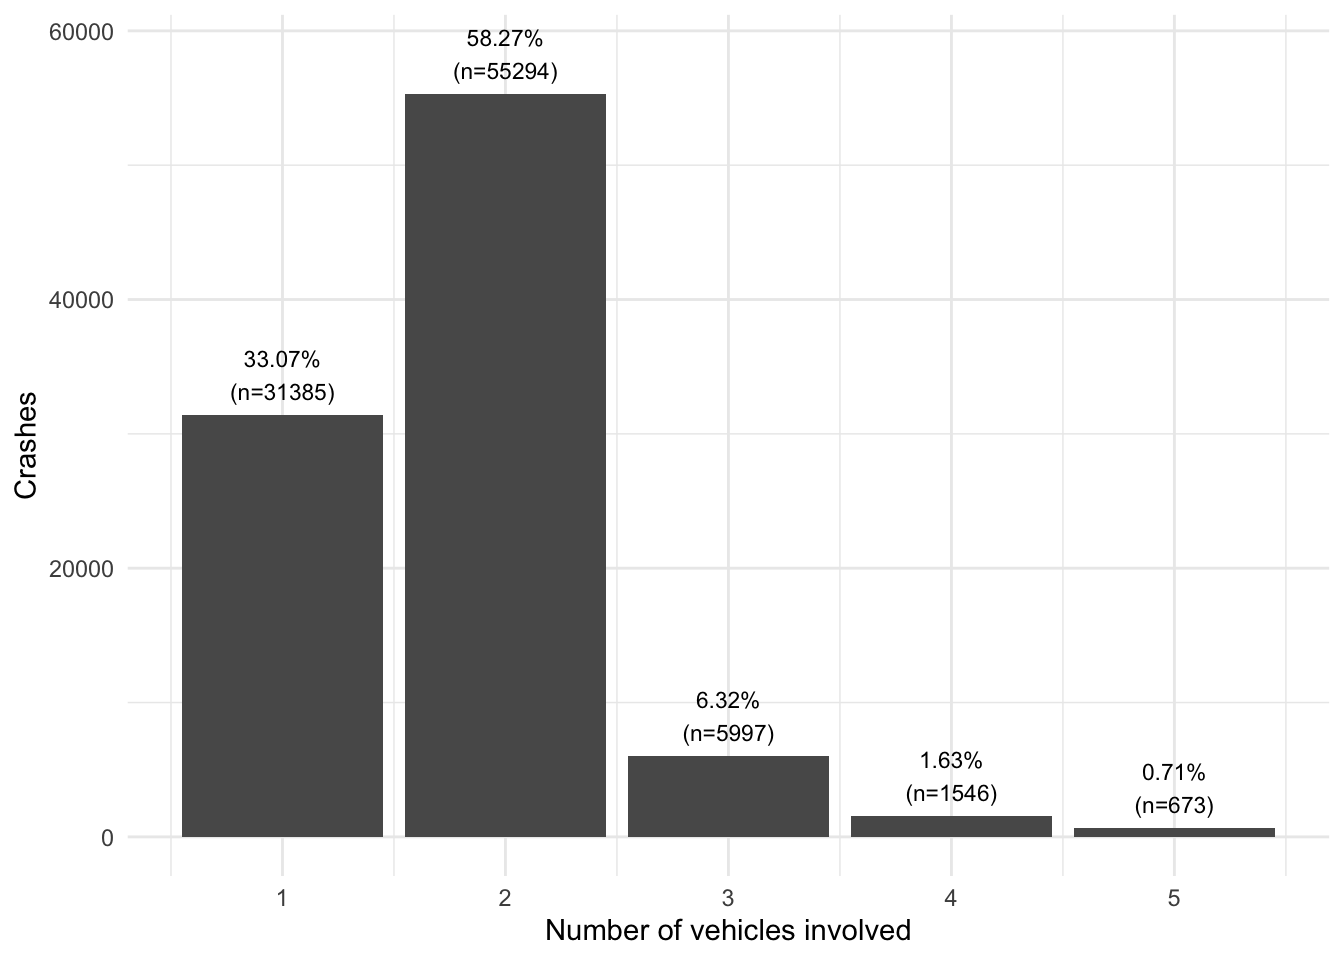 60000
58.27%
(n=55294)
40000
33.07%
(n=31385)
20000
6.32%
(n=5997)
1.63%
(n=1546)
0.71%
(n=673)
0
Crashes
1 2 3 4 5
Number of vehicles involved